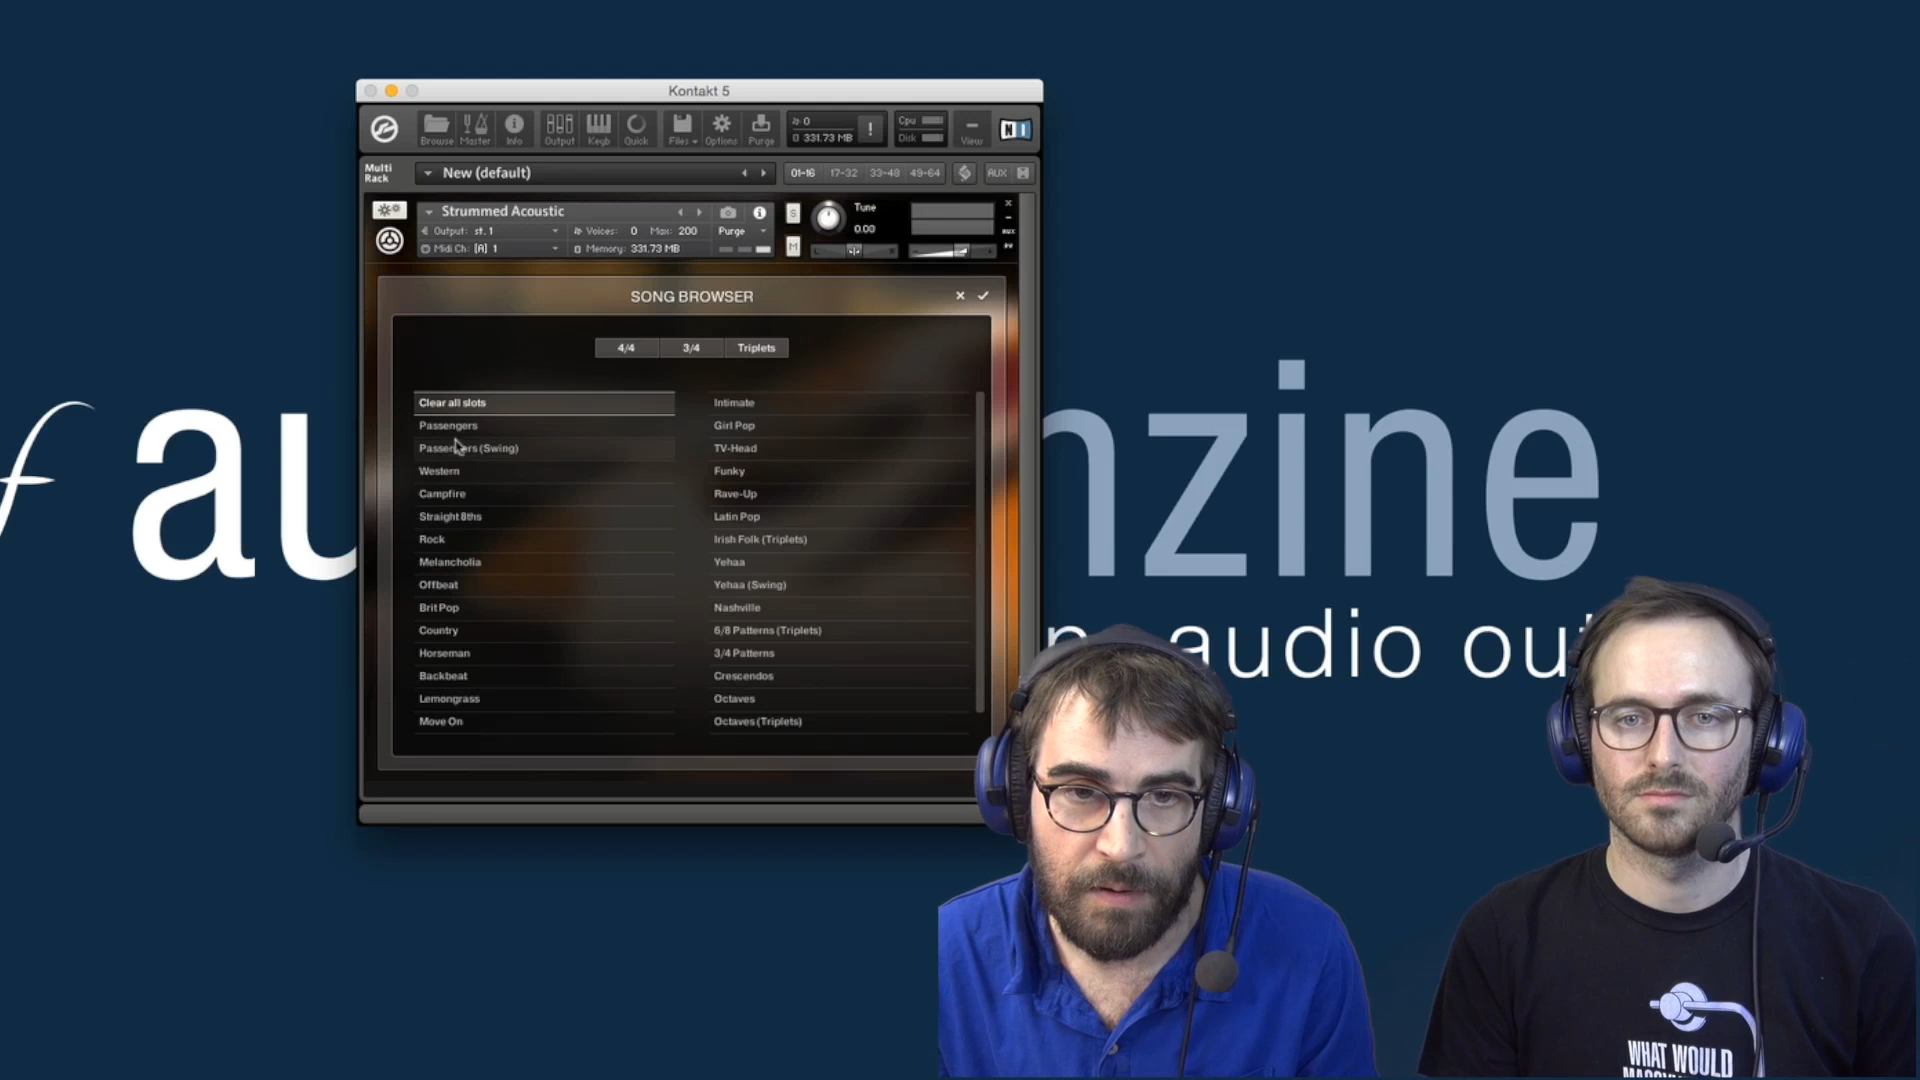 Kontakt 5
Browse Master Info Output Keyb Quick Files Options Purge
0
331.73 MB
!
Cpu
Disk
View
NI
Multi
Rack
New (default)
01-16 17-32 33-48 49-64
AUX
Strummed Acoustic
Output: st. 1
Voices: 0 Max: 200
Purge
Midi Ch: [A] 1
Memory: 331.73 MB
S
M
Tune
0.00
SONG BROWSER
4/4 3/4 Triplets
Clear all slots
Passengers
Passengers (Swing)
Western
Campfire
Straight 8ths
Rock
Melancholia
Offbeat
Brit Pop
Country
Horseman
Backbeat
Lemongrass
Move On
Intimate
Girl Pop
TV-Head
Funky
Rave-Up
Latin Pop
Irish Folk (Triplets)
Yehaa
Yehaa (Swing)
Nashville
6/8 Patterns (Triplets)
3/4 Patterns
Crescendos
Octaves
Octaves (Triplets)
f au nzine
audio ou
WHAT WOULD